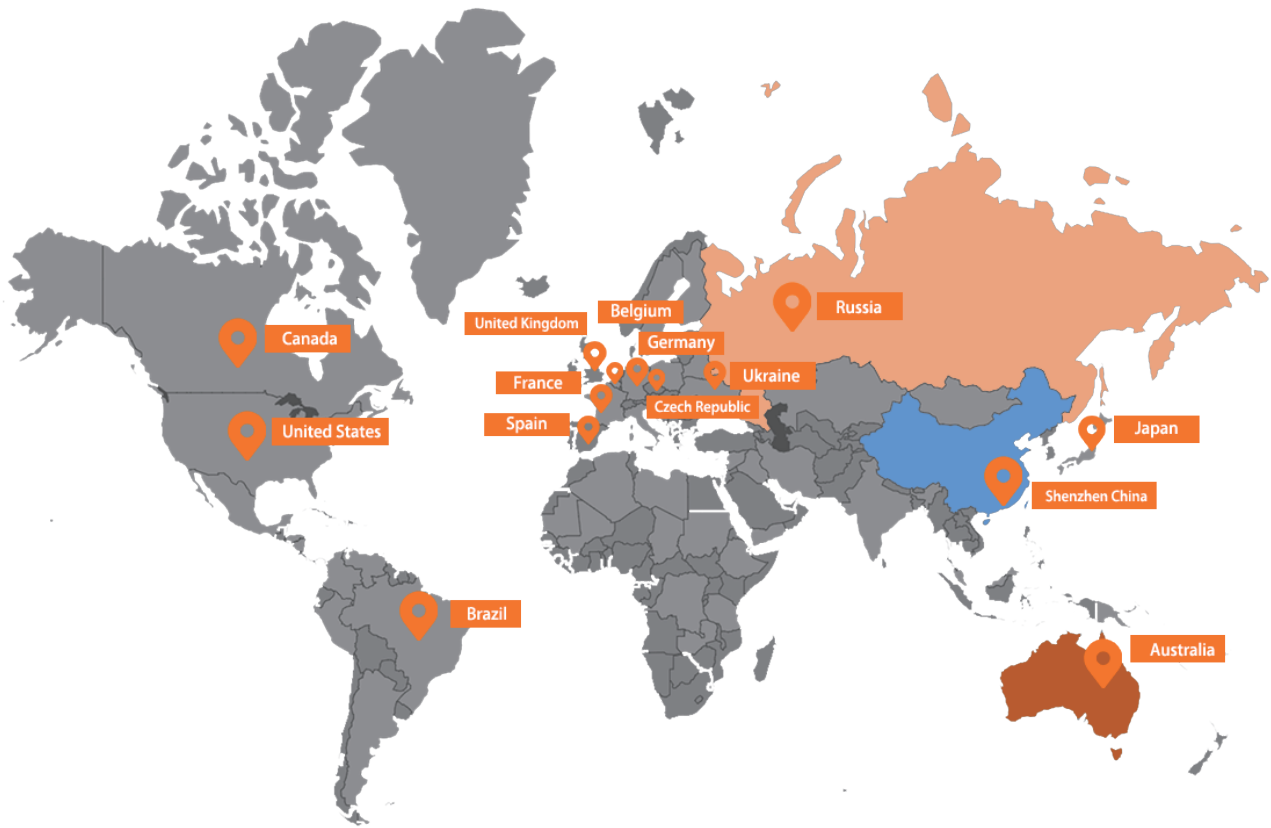 Belgium
Russia
United Kingdom
Canada
Germany
France
Ukraine
Czech Republic
Spain
United States
Japan
Shenzhen China
Brazil
Australia